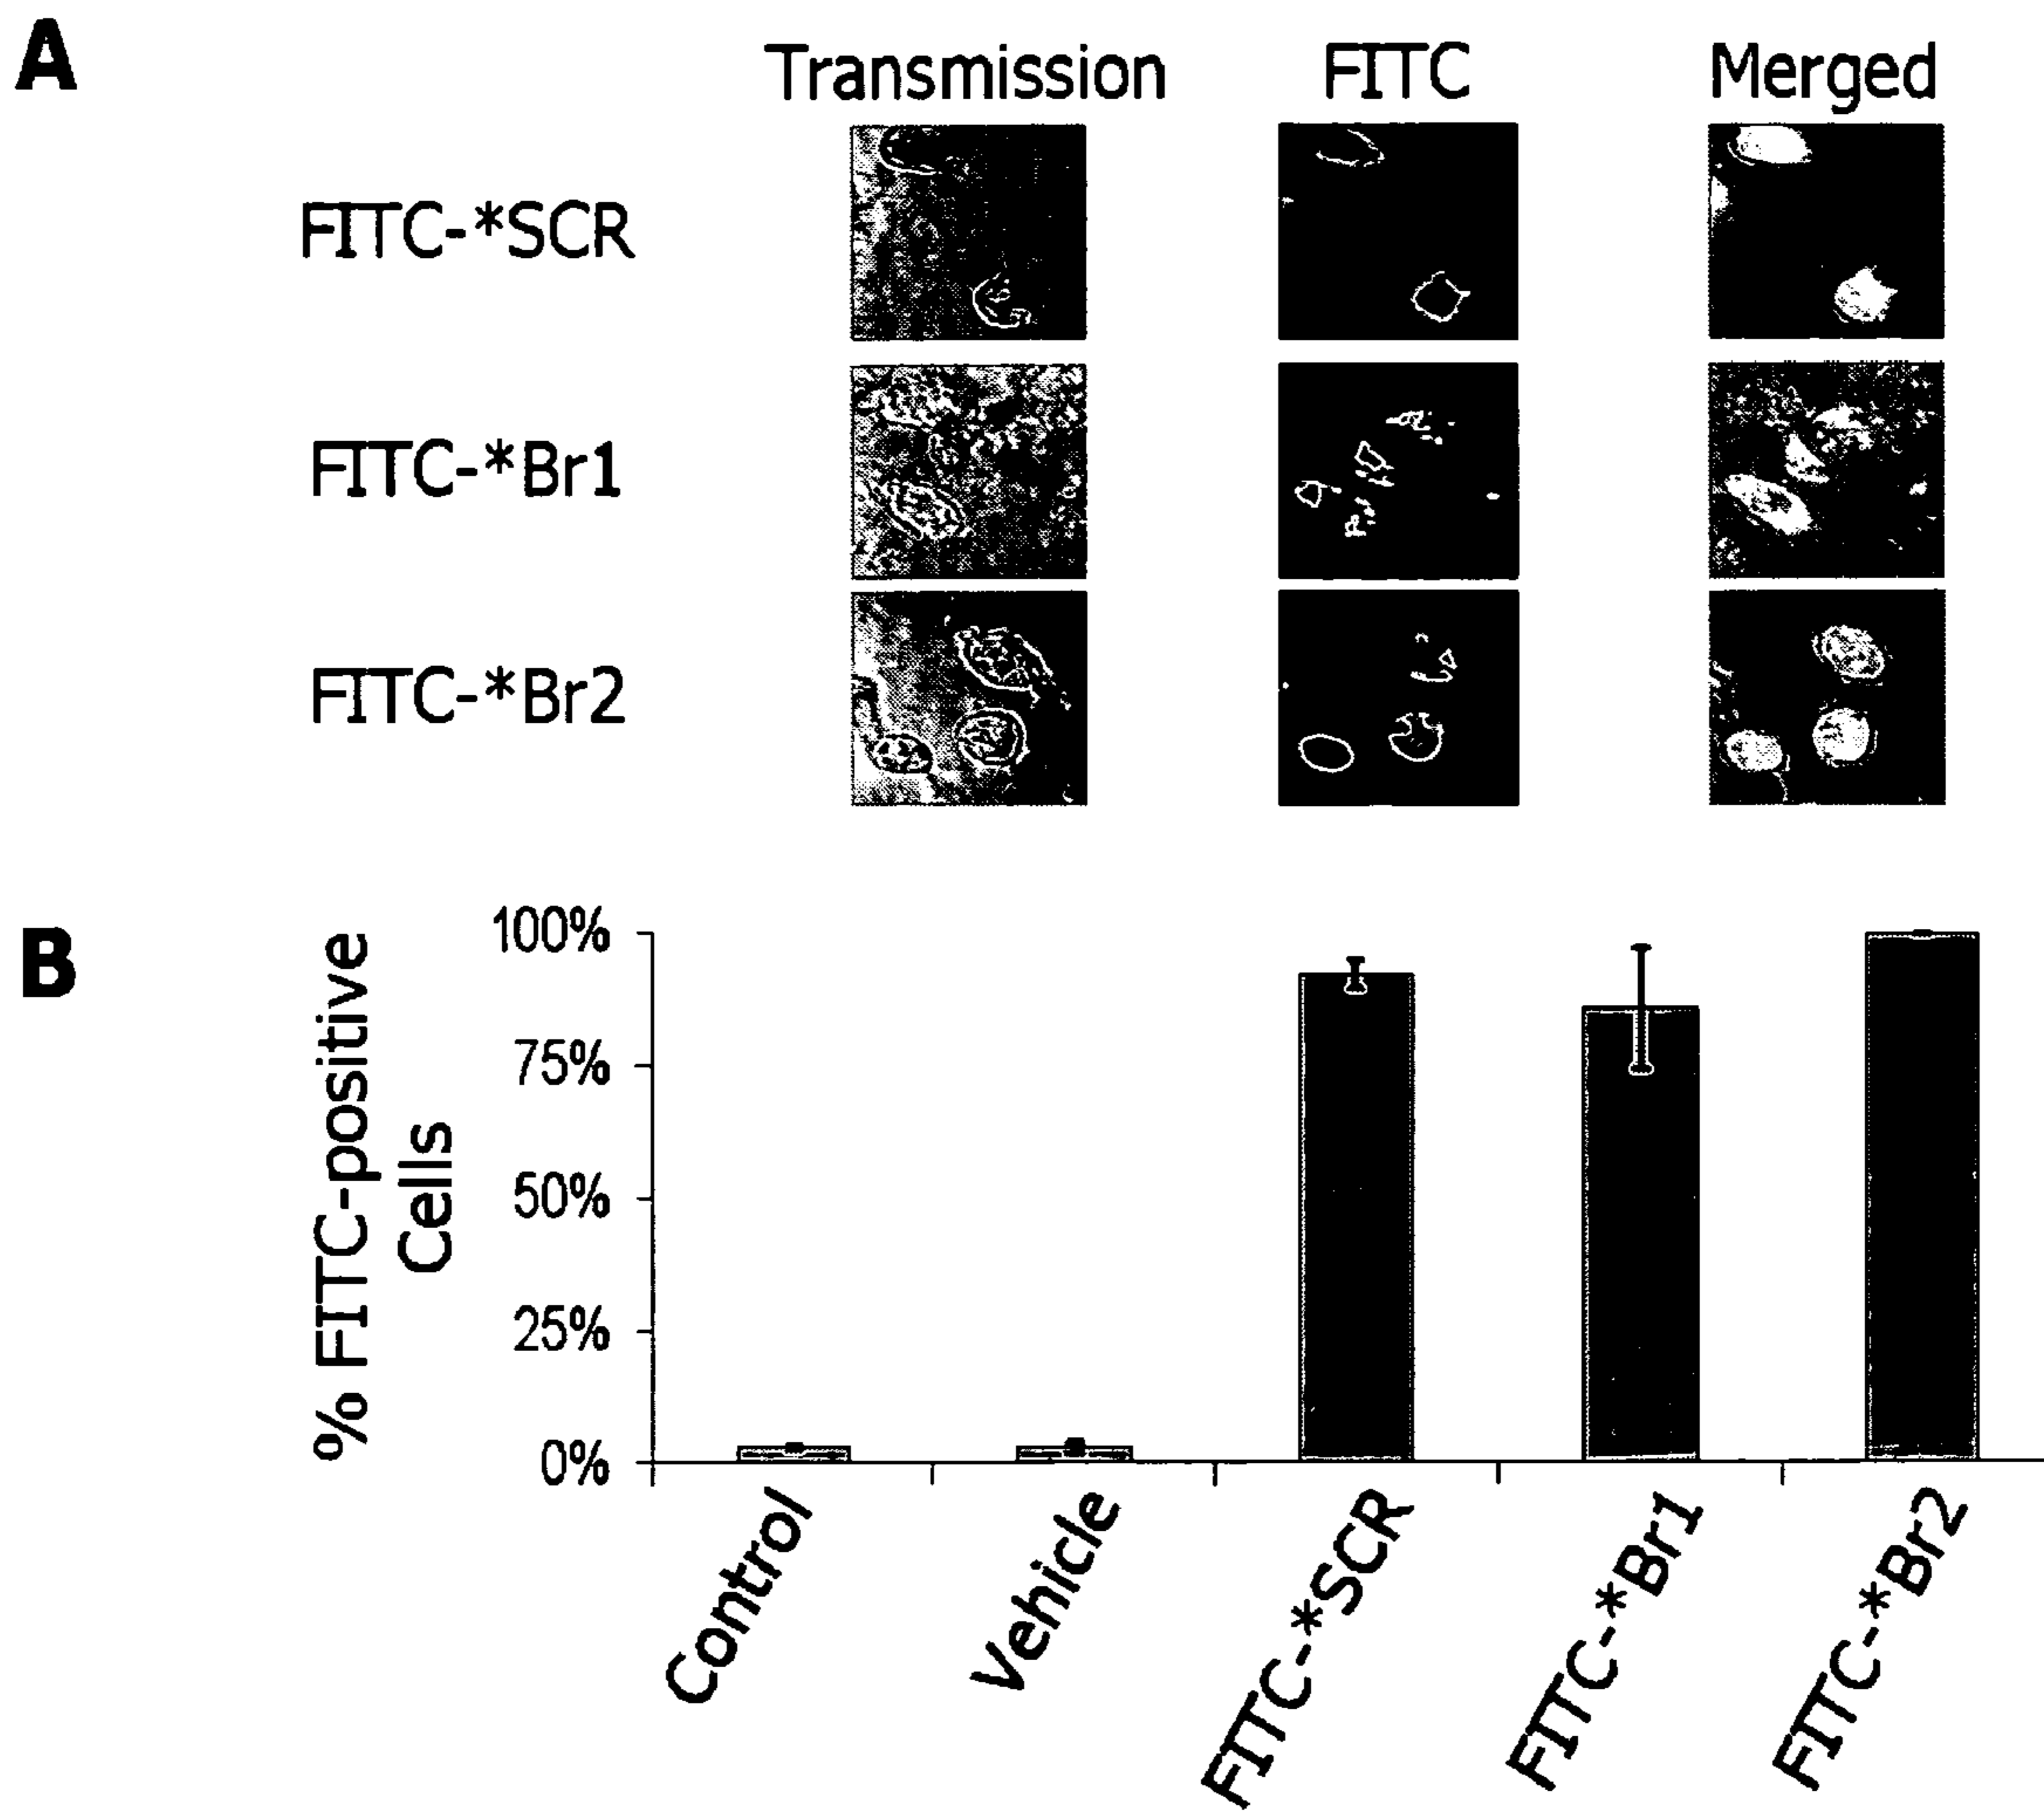 A
Transmission FITC Merged
FITC-*SCR
FITC-*Br1
FITC-*Br2
B
% FITC-positive
Cells
100%
75%
50%
25%
0%
Control
Vehicle
FITC-*SCR
FITC-*Br1
FITC-*Br2